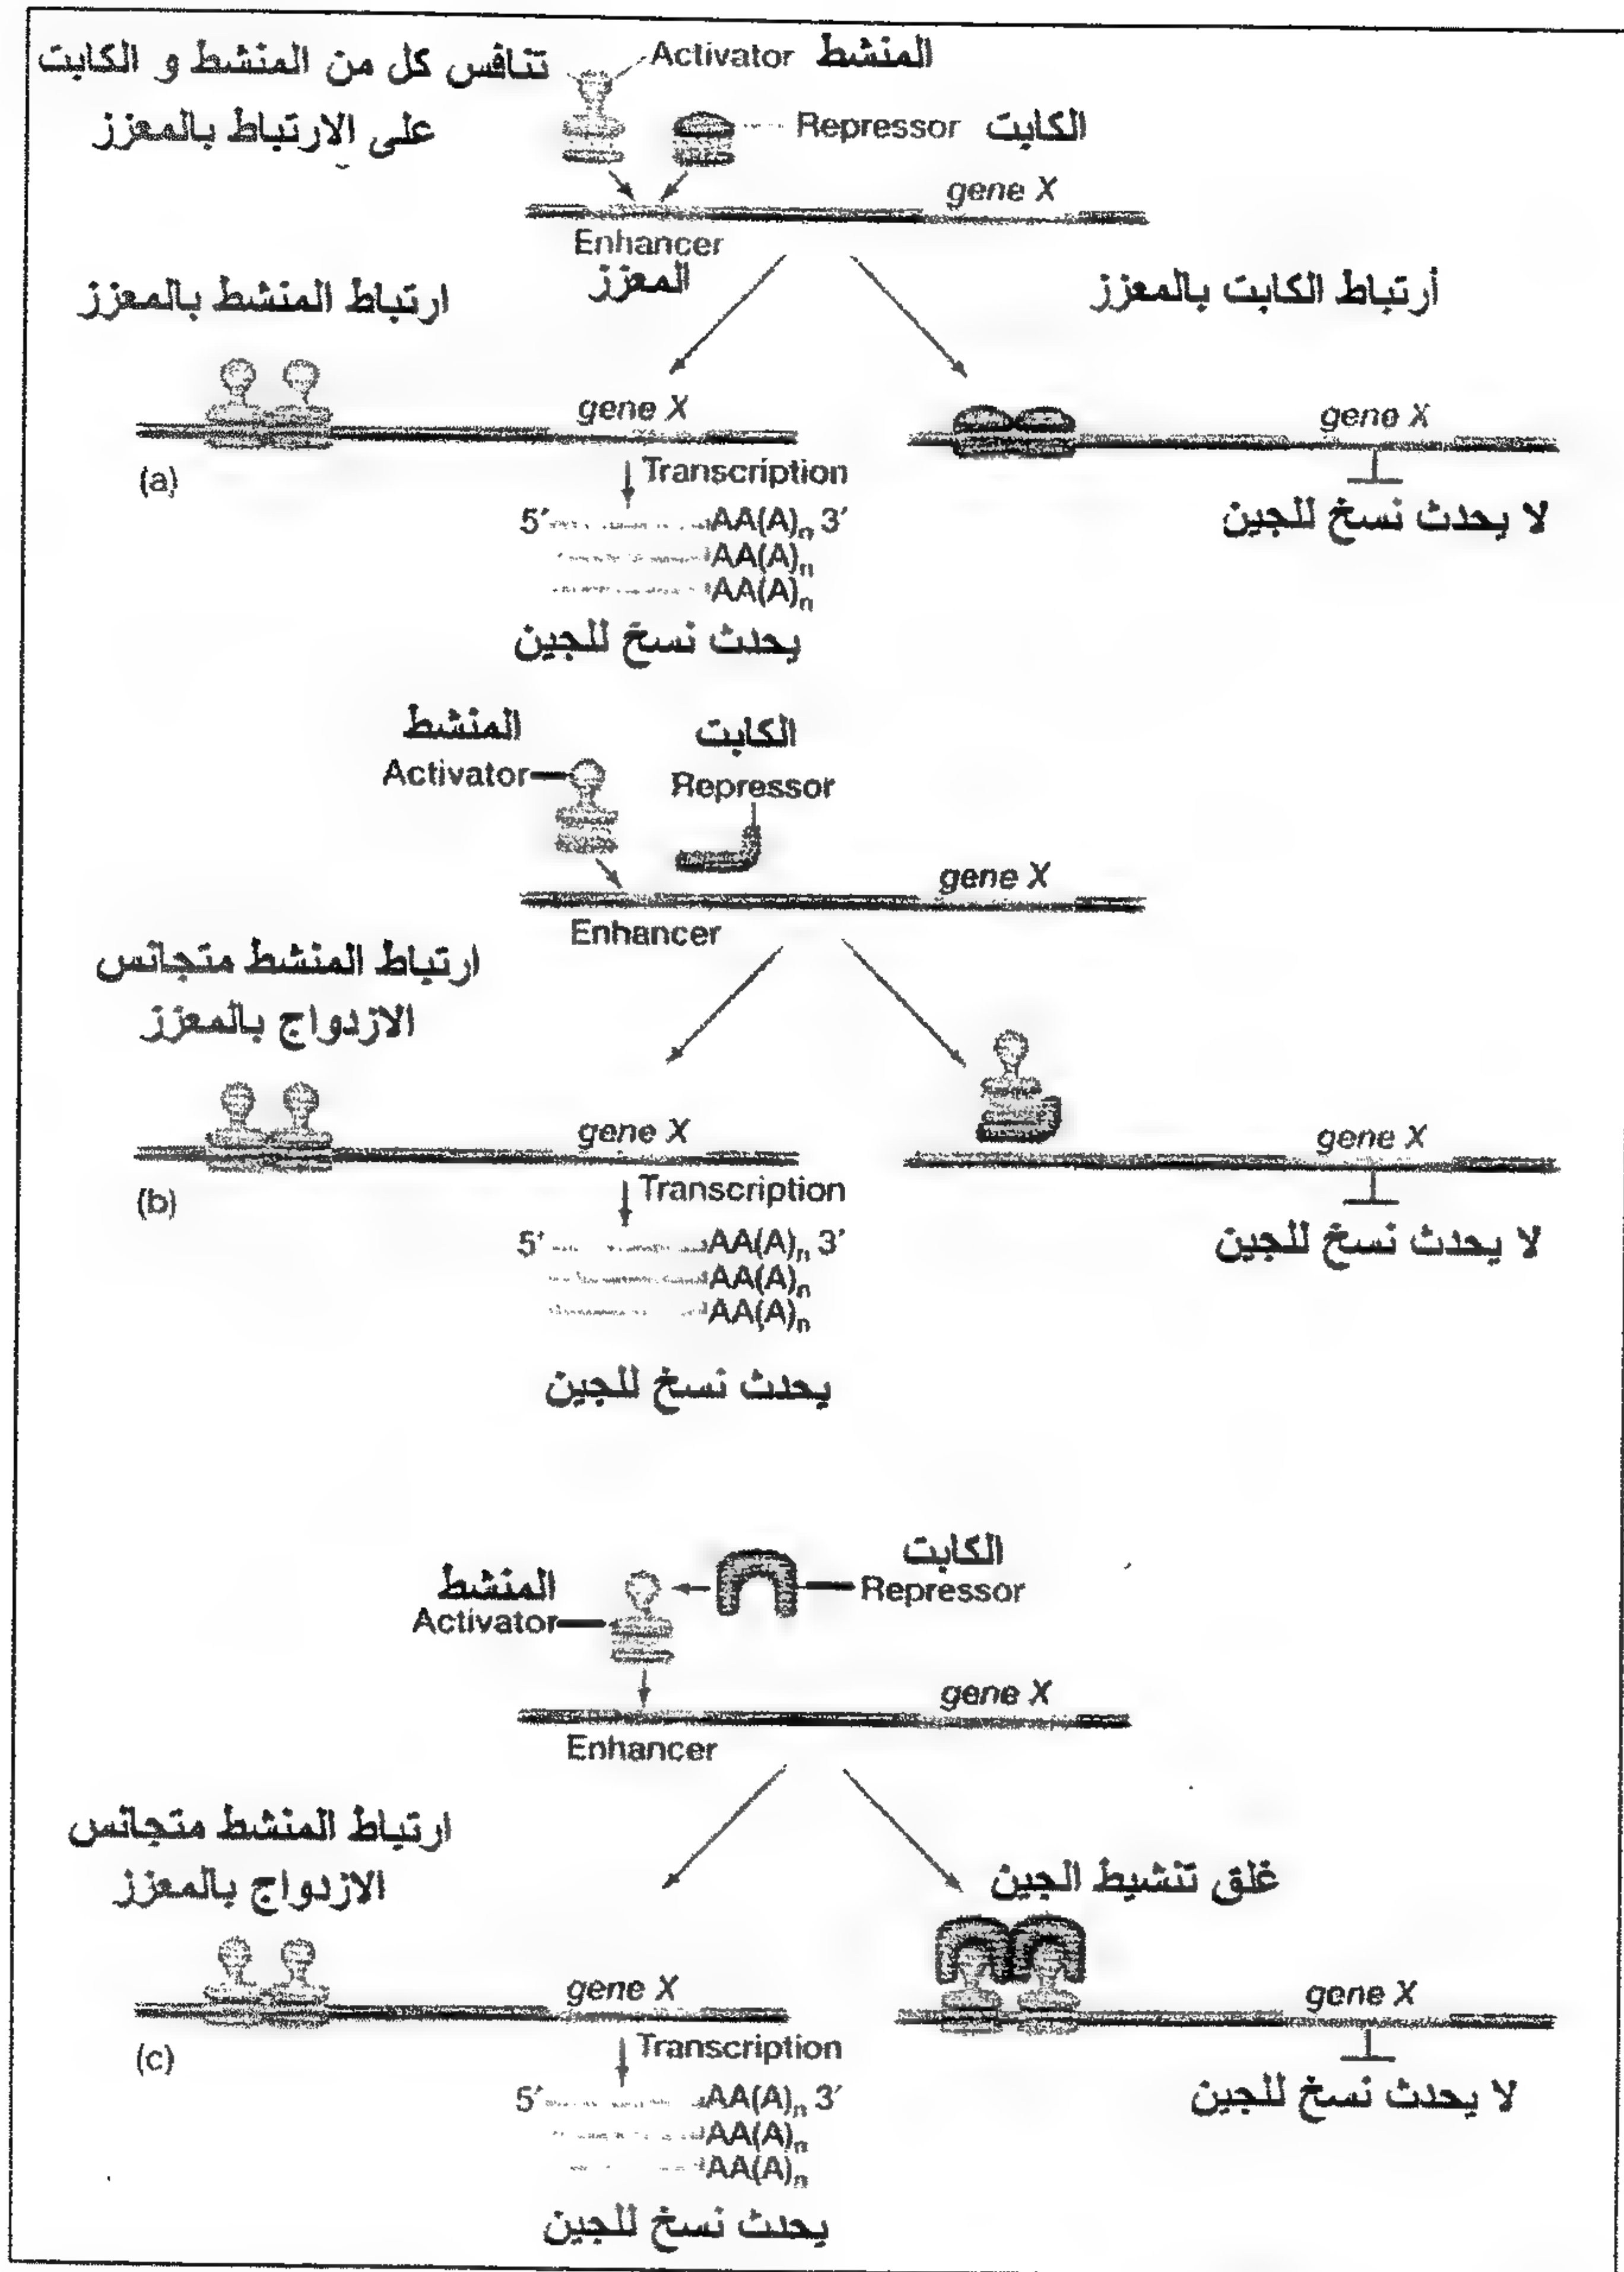 تنافس كل من المنشط و الكابت
على الارتباط بالمعزز
Activator المنشط
Repressor الكابت
gene X
Enhancer
المعزز
ارتباط المنشط بالمعزز
أرتباط الكابت بالمعزز
gene X
gene X
(a)
Transcription
5′ AA(A)n 3′
AA(A)n
AA(A)n
لا يحدث نسخ للجين
يحدث نسخ للجين
المنشط
Activator
الكابت
Repressor
gene X
Enhancer
ارتباط المنشط متجانس
الازدواج بالمعزز
gene X
gene X
(b)
Transcription
5′ AA(A)n 3′
AA(A)n
AA(A)n
لا يحدث نسخ للجين
يحدث نسخ للجين
المنشط
Activator
الكابت
Repressor
gene X
Enhancer
ارتباط المنشط متجانس
الازدواج بالمعزز
غلق تنشيط الجين
gene X
gene X
(c)
Transcription
5′ AA(A)n 3′
AA(A)n
AA(A)n
لا يحدث نسخ للجين
يحدث نسخ للجين